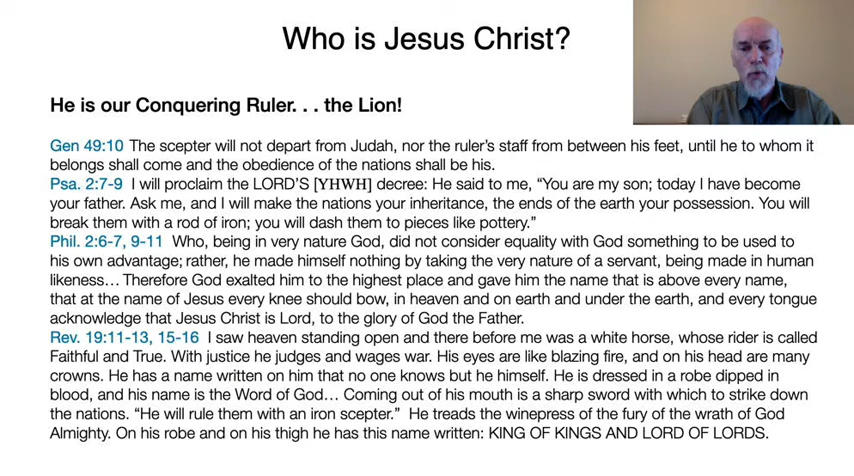 Who is Jesus Christ?
He is our Conquering Ruler. . . the Lion!
Gen 49:10 The scepter will not depart from Judah, nor the ruler's staff from between his feet, until he to whom it
belongs shall come and the obedience of the nations shall be his.
Psa. 2:7-9 I will proclaim the LORD'S [YHWH] decree: He said to me, "You are my son; today I have become
your father. Ask me, and I will make the nations your inheritance, the ends of the earth your possession. You will
break them with a rod of iron; you will dash them to pieces like pottery."
Phil. 2:6-7, 9-11 Who, being in very nature God, did not consider equality with God something to be used to
his own advantage; rather, he made himself nothing by taking the very nature of a servant, being made in human
likeness... Therefore God exalted him to the highest place and gave him the name that is above every name,
that at the name of Jesus every knee should bow, in heaven and on earth and under the earth, and every tongue
acknowledge that Jesus Christ is Lord, to the glory of God the Father.
Rev. 19:11-13, 15-16 I saw heaven standing open and there before me was a white horse, whose rider is called
Faithful and True. With justice he judges and wages war. His eyes are like blazing fire, and on his head are many
crowns. He has a name written on him that no one knows but he himself. He is dressed in a robe dipped in
blood, and his name is the Word of God... Coming out of his mouth is a sharp sword with which to strike down
the nations. "He will rule them with an iron scepter." He treads the winepress of the fury of the wrath of God
Almighty. On his robe and on his thigh he has this name written: KING OF KINGS AND LORD OF LORDS.